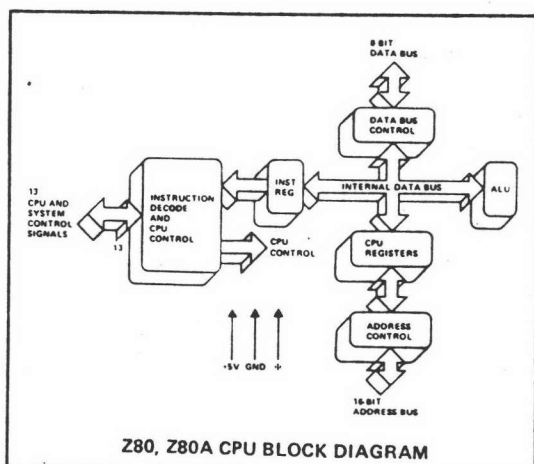 8-BIT
DATA BUS
DATA BUS
CONTROL
INSTRUCTION
DECODE
AND
CPU
CONTROL
INST
REG
INTERNAL DATA BUS
ALU
13
CPU AND
SYSTEM
CONTROL
SIGNALS
13
CPU
CONTROL
CPU
REGISTERS
ADDRESS
CONTROL
+5V GND Φ
16-BIT
ADDRESS BUS
Z80, Z80A CPU BLOCK DIAGRAM